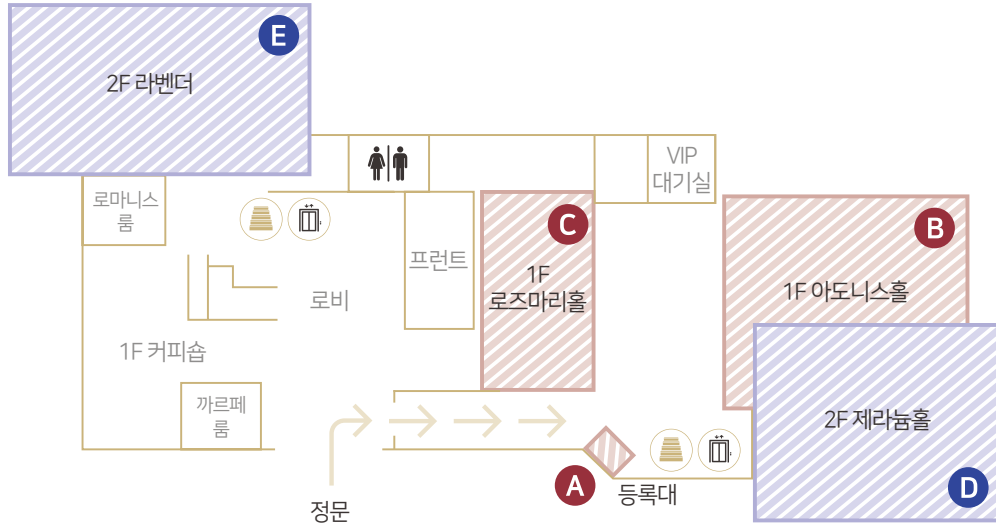 E
2F 라벤더
VIP
대기실
로마니스
룸
C
B
프런트
1F
로즈마리홀
1F 아도니스홀
로비
1F 커피숍
까르페
룸
2F 제라늄홀
A
등록대
D
정문